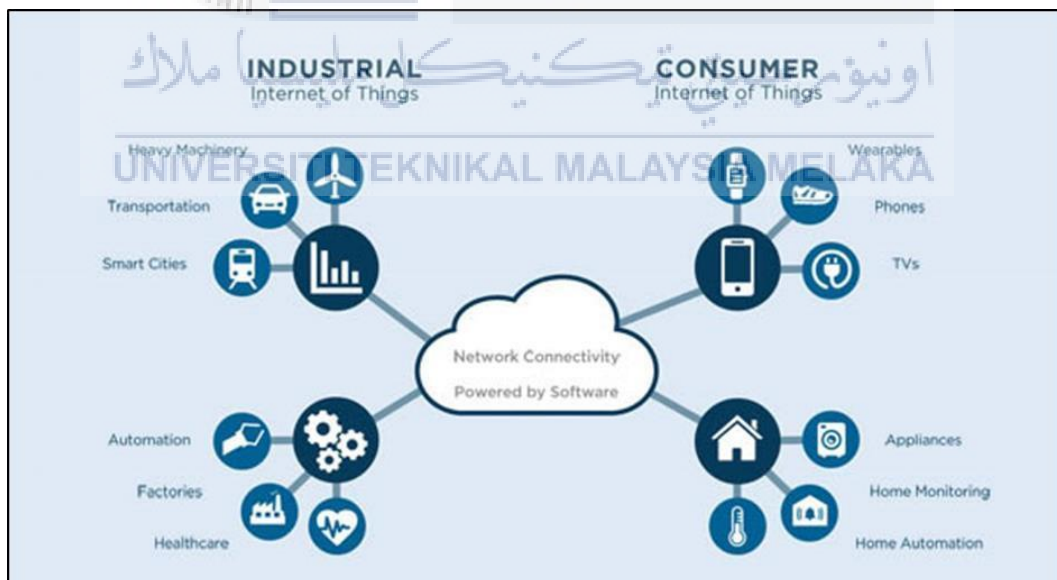 اونيۏرسيتي تيكنيكل مليسيا ملاك
UNIVERSITI TEKNIKAL MALAYSIA MELAKA
INDUSTRIAL
Internet of Things
Heavy Machinery
Transportation
Smart Cities
CONSUMER
Internet of Things
Wearables
Phones
TVs
Network Connectivity
Powered by Software
Automation
Factories
Healthcare
Appliances
Home Monitoring
Home Automation